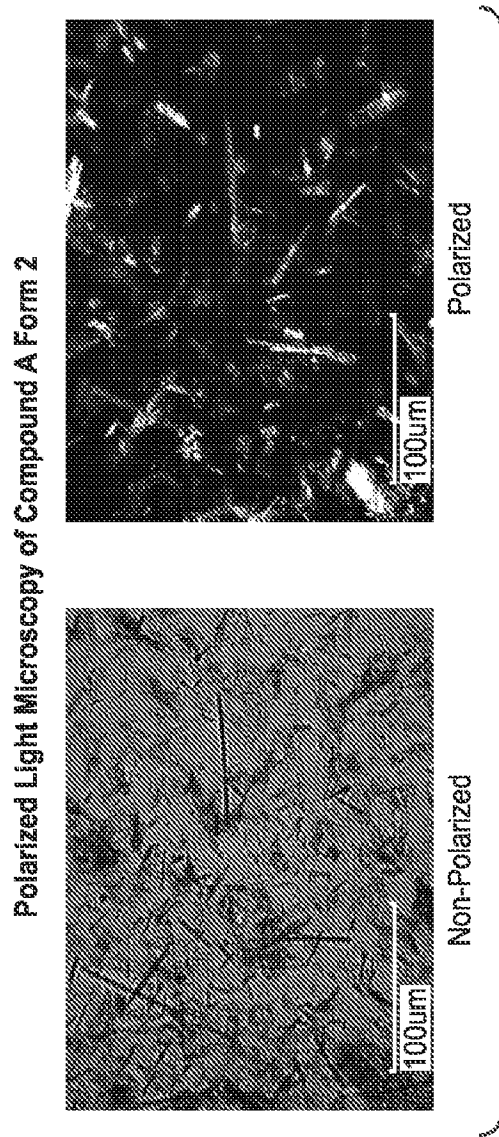 Polarized Light Microscopy of Compound A Form 2
100um
Non-Polarized
100um
Polarized